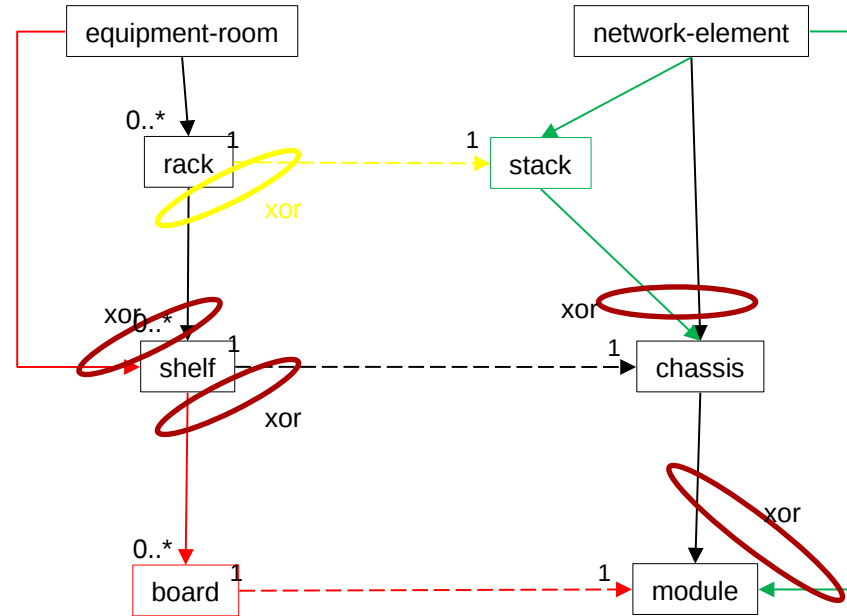 equipment-room
network-element
0..*
1
1
rack
stack
xor
xor
0..*
xor
1
1
shelf
chassis
xor
xor
0..*
1
1
board
module